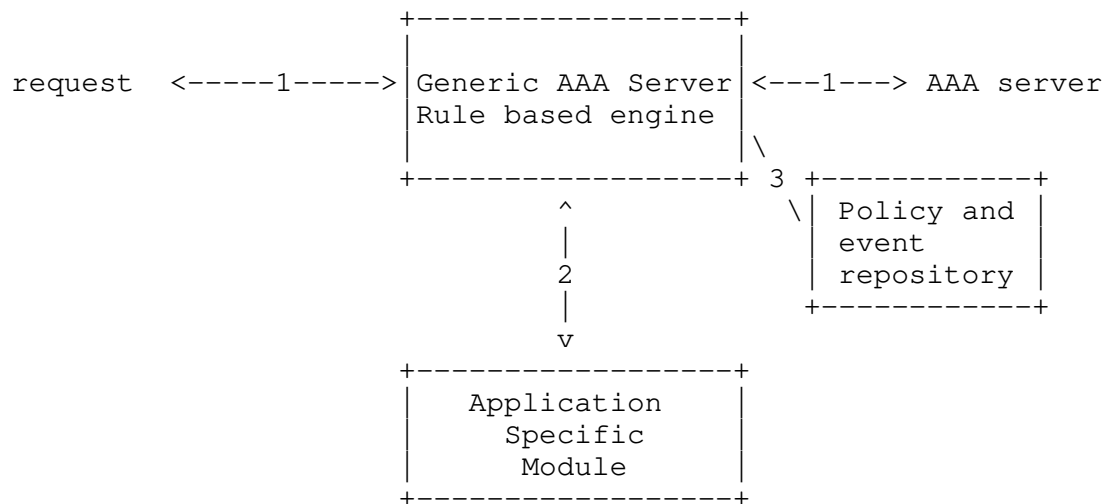 request <-----1-----> Generic AAA Server <---1---> AAA server
Rule based engine
3
Policy and
event
2
repository
Application
Specific
Module